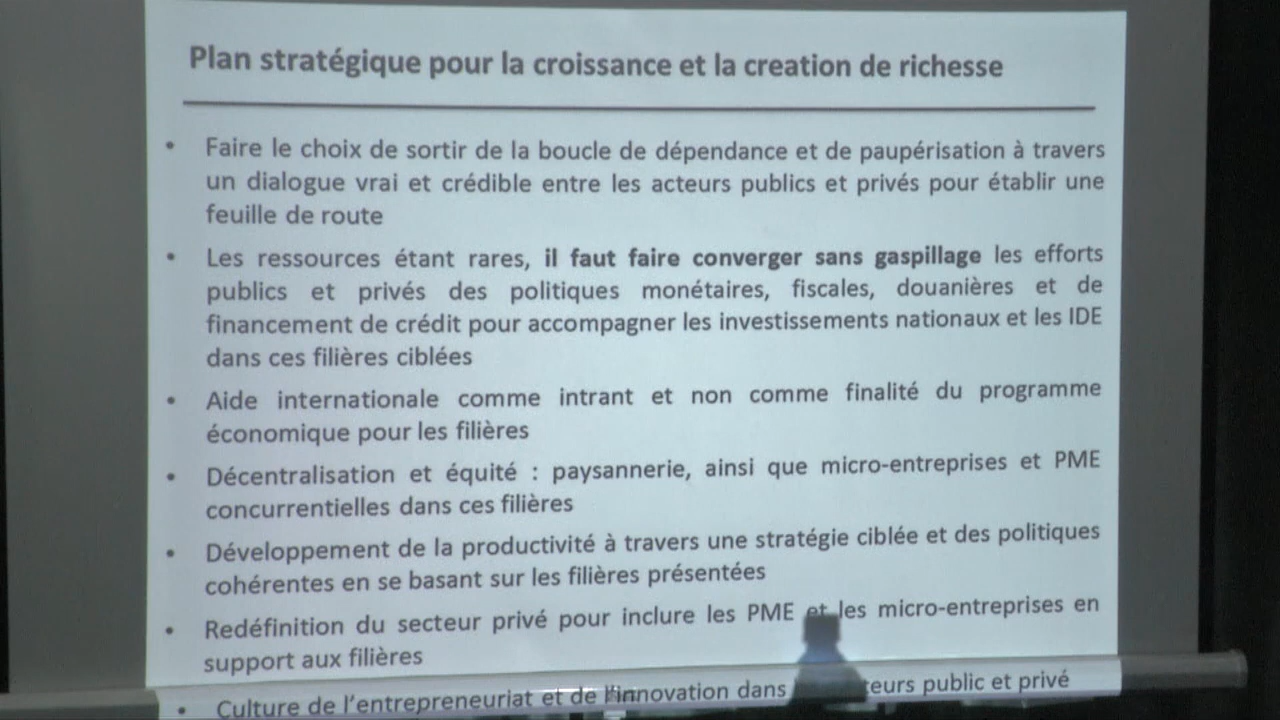 Plan stratégique pour la croissance et la creation de richesse
• Faire le choix de sortir de la boucle de dépendance et de paupérisation à travers
un dialogue vrai et crédible entre les acteurs publics et privés pour établir une
feuille de route
• Les ressources étant rares, il faut faire converger sans gaspillage les efforts
publics et privés des politiques monétaires, fiscales, douanières et de
financement de crédit pour accompagner les investissements nationaux et les IDE
dans ces filières ciblées
• Aide internationale comme intrant et non comme finalité du programme
économique pour les filières
• Décentralisation et équité : paysannerie, ainsi que micro-entreprises et PME
concurrentielles dans ces filières
• Développement de la productivité à travers une stratégie ciblée et des politiques
cohérentes en se basant sur les filières présentées
• Redéfinition du secteur privé pour inclure les PME et les micro-entreprises en
support aux filières
• Culture de l'entrepreneuriat et de l'innovation dans teurs public et privé